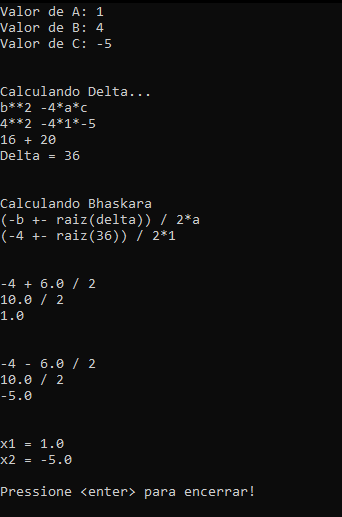 Valor de A: 1
Valor de B: 4
Valor de C: -5
Calculando Delta...
b**2 -4*a*c
4**2 -4*1*-5
16 + 20
Delta = 36
Calculando Bhaskara
(-b +- raiz(delta)) / 2*a
(-4 +- raiz(36)) / 2*1
-4 + 6.0 / 2
10.0 / 2
1.0
-4 - 6.0 / 2
10.0 / 2
-5.0
x1 = 1.0
x2 = -5.0
Pressione <enter> para encerrar!